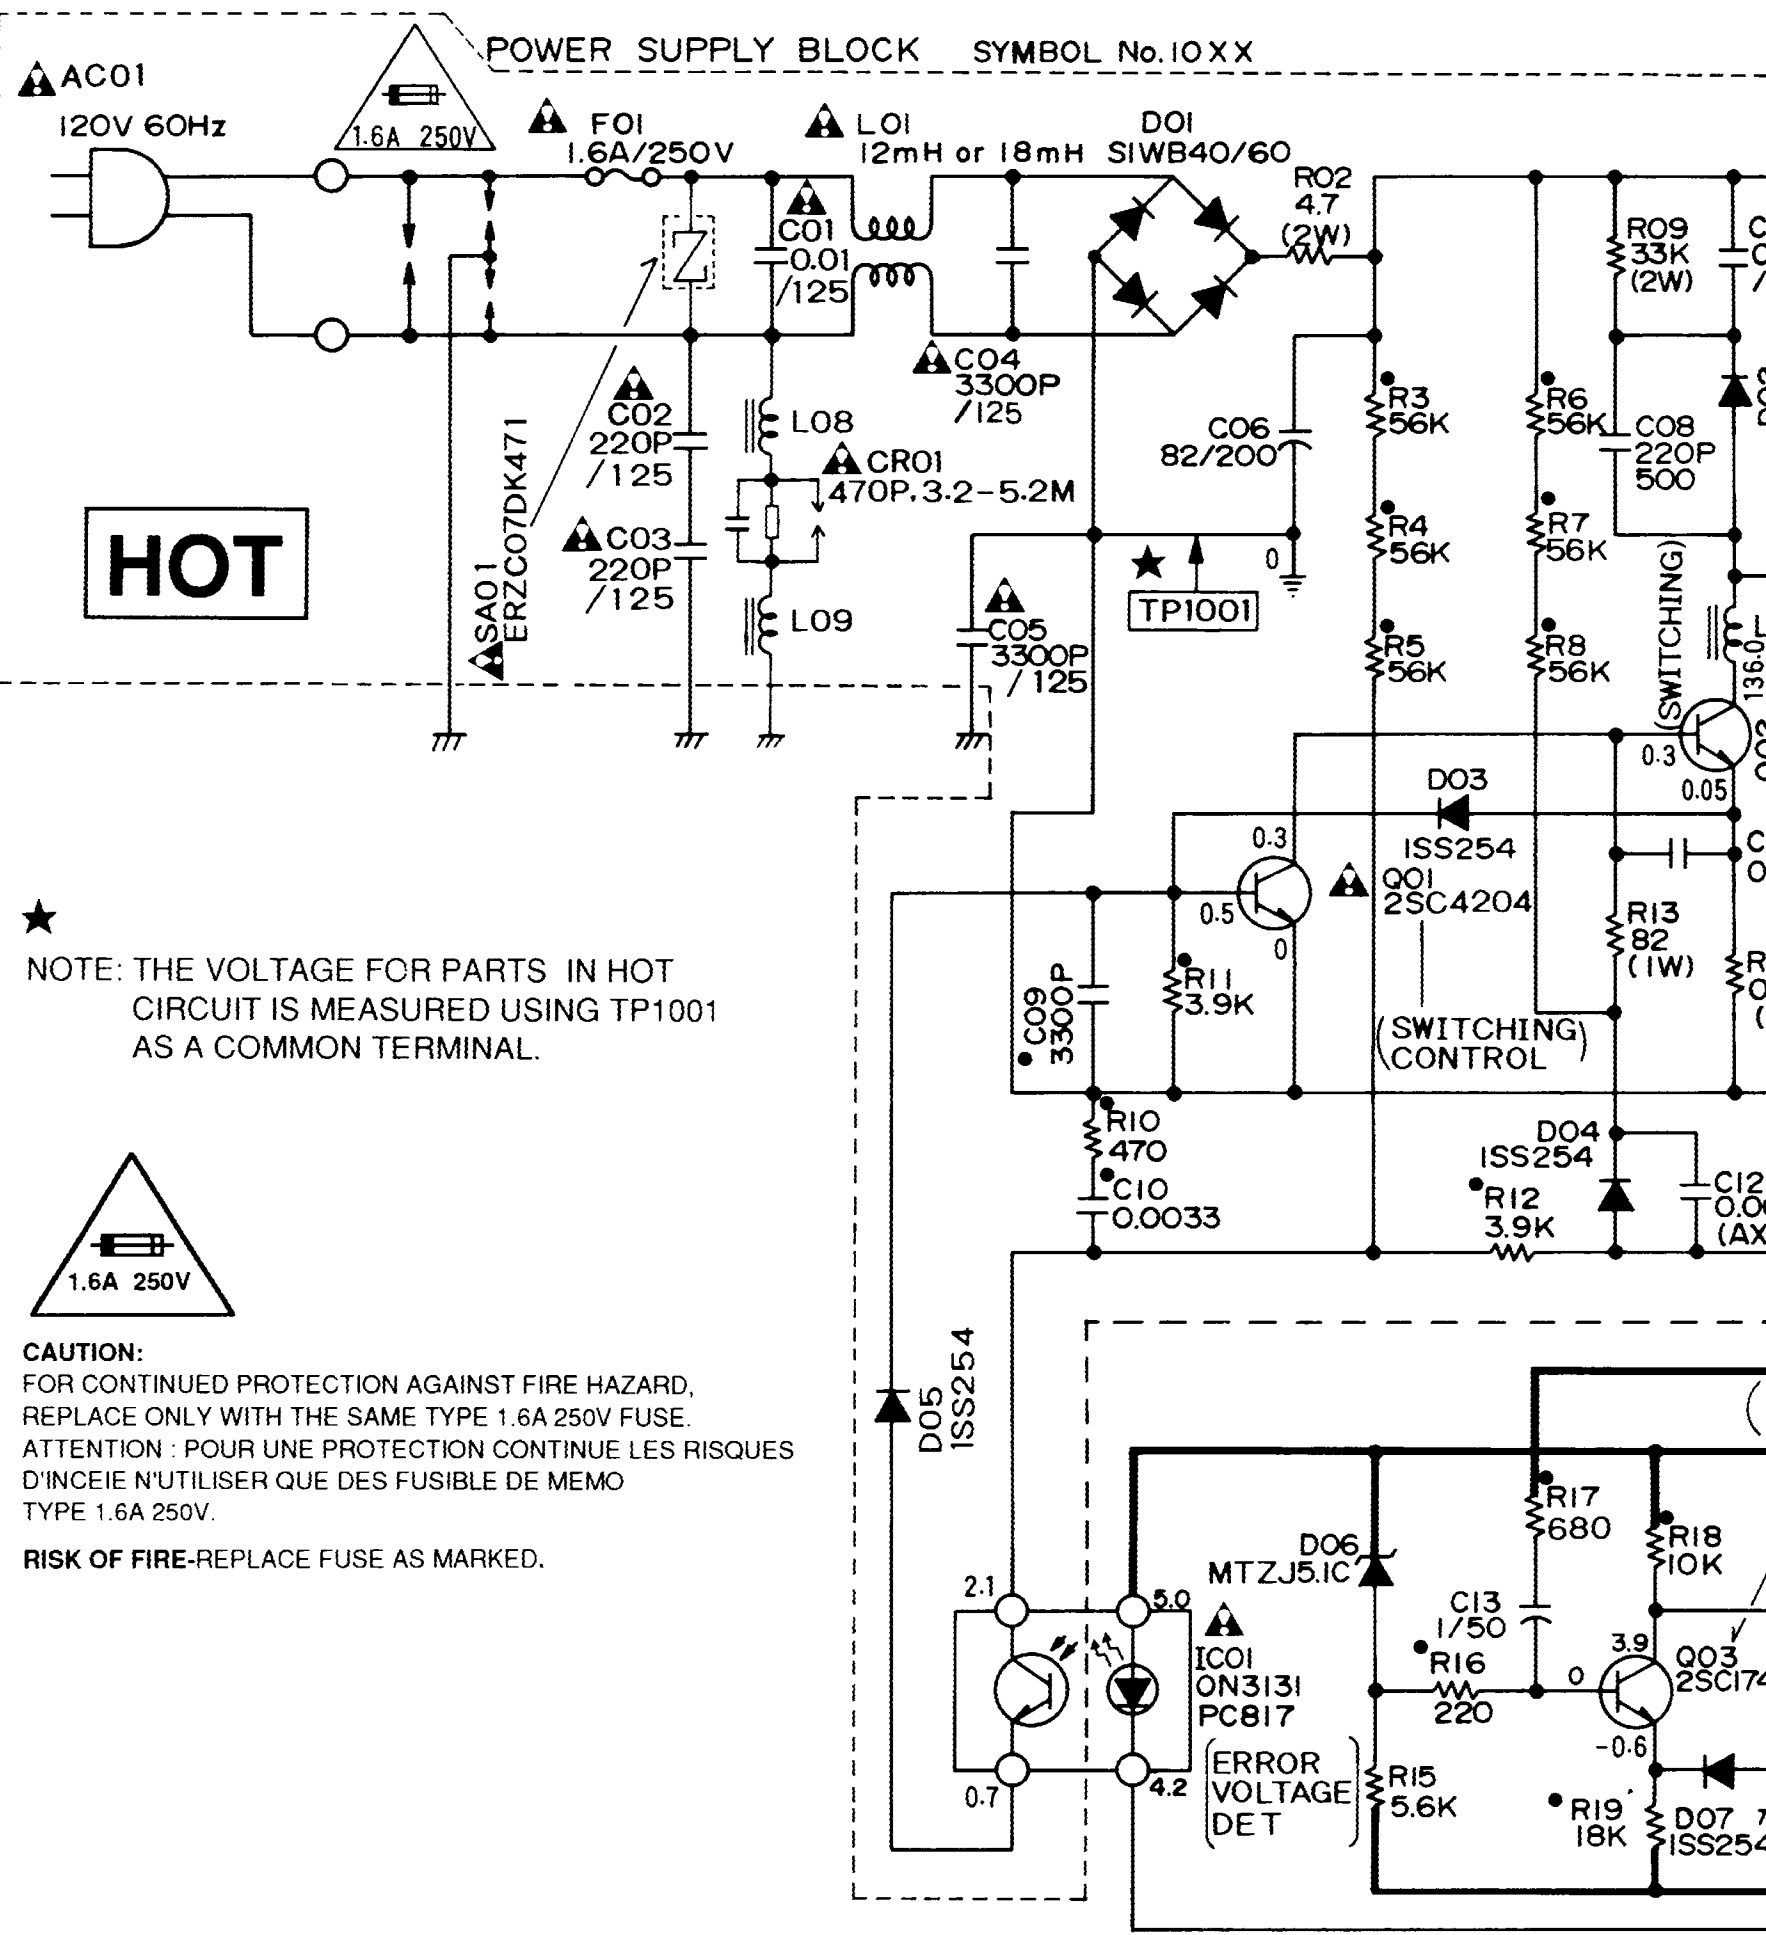 POWER SUPPLY BLOCK SYMBOL No.10XX
AC01
120V 60Hz
1.6A 250V
F01
1.6A/250V
L01
12mH or 18mH
D01
S1WB40/60
R02
4.7
(2W)
C01
0.01
/125
R09
33K
(2W)
C04
3300P
/125
C02
220P
/125
C03
220P
/125
L08
CR01
470P,3.2-5.2M
L09
SA01
ERZC07DK471
HOT
C05
3300P
/125
TP1001
0
C06
82/200
R3
56K
R4
56K
R5
56K
R6
56K
R7
56K
R8
56K
C08
220P
500
(SWITCHING)
136.0
0.3
0.05
D03
1SS254
0.3
0.5
0
Q01
2SC4204
(SWITCHING)
(CONTROL
R13
82
(1W)
C09
3300P
R11
3.9K
NOTE: THE VOLTAGE FOR PARTS IN HOT
CIRCUIT IS MEASURED USING TP1001
AS A COMMON TERMINAL.
R10
470
C10
0.0033
D04
1SS254
R12
3.9K
C12
1.6A 250V
CAUTION:
FOR CONTINUED PROTECTION AGAINST FIRE HAZARD,
REPLACE ONLY WITH THE SAME TYPE 1.6A 250V FUSE.
ATTENTION : POUR UNE PROTECTION CONTINUE LES RISQUES
D'INCEIE N'UTILISER QUE DES FUSIBLE DE MEMO
TYPE 1.6A 250V.
RISK OF FIRE-REPLACE FUSE AS MARKED.
D05
1SS254
2.1
5.0
0.7
4.2
IC01
ON3131
PC817
ERROR
VOLTAGE
DET
D06
MTZJ5.1C
R17
680
R18
10K
C13
1/50
R16
220
0
3.9
-0.6
Q03
2SC174
R15
5.6K
R19
18K
D07
1SS254